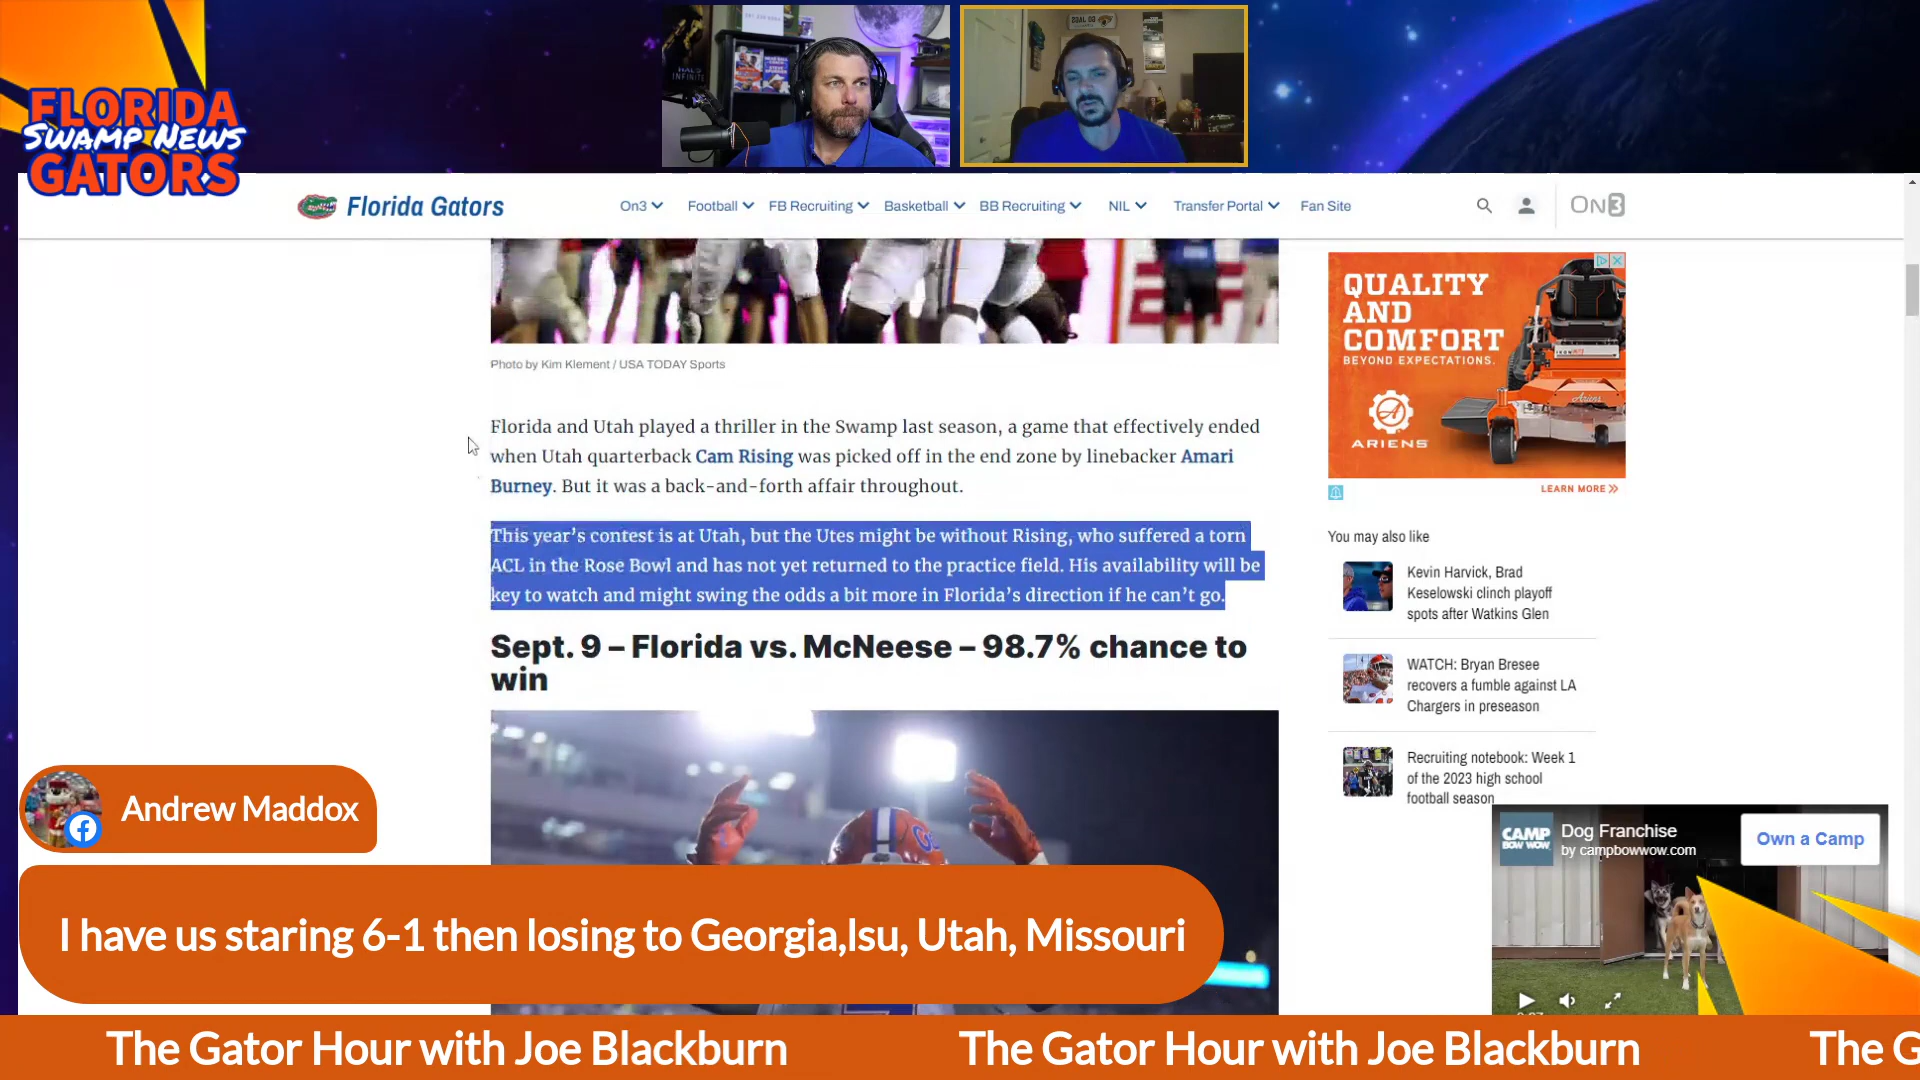 FLORIDA
SWAMP NEWS
GATORS
HALO
INFINITE
Florida Gators
On3 Football FB Recruiting Basketball BB Recruiting NIL Transfer Portal Fan Site
ON3
Photo by Kim Klement / USA TODAY Sports
Florida and Utah played a thriller in the Swamp last season, a game that effectively ended
when Utah quarterback Cam Rising was picked off in the end zone by linebacker Amari
Burney. But it was a back-and-forth affair throughout.
This year's contest is at Utah, but the Utes might be without Rising, who suffered a torn
ACL in the Rose Bowl and has not yet returned to the practice field. His availability will be
key to watch and might swing the odds a bit more in Florida's direction if he can't go.
Sept. 9 – Florida vs. McNeese – 98.7% chance to
win
QUALITY
AND
COMFORT
BEYOND EXPECTATIONS.
ARIENS
LEARN MORE
You may also like
Kevin Harvick, Brad
Keselowski clinch playoff
spots after Watkins Glen
WATCH: Bryan Bresee
recovers a fumble against LA
Chargers in preseason
Recruiting notebook: Week 1
of the 2023 high school
football season
CAMP
BOW WOW
Dog Franchise
by campbowwow.com
Own a Camp
Andrew Maddox
I have us staring 6-1 then losing to Georgia,lsu, Utah, Missouri
The Gator Hour with Joe Blackburn
The Gator Hour with Joe Blackburn
The G